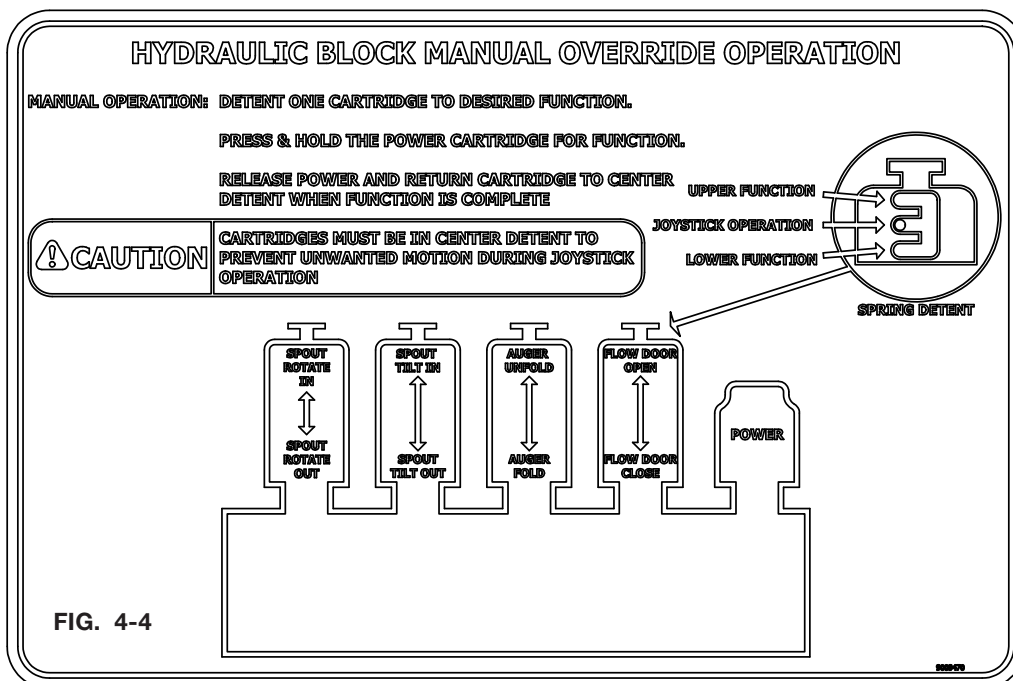 HYDRAULIC BLOCK MANUAL OVERRIDE OPERATION
MANUAL OPERATION: DETENT ONE CARTRIDGE TO DESIRED FUNCTION.
PRESS & HOLD THE POWER CARTRIDGE FOR FUNCTION.
RELEASE POWER AND RETURN CARTRIDGE TO CENTER
DETENT WHEN FUNCTION IS COMPLETE
CAUTION
CARTRIDGES MUST BE IN CENTER DETENT TO
PREVENT UNWANTED MOTION DURING JOYSTICK
OPERATION
UPPER FUNCTION
JOYSTICK OPERATION
LOWER FUNCTION
SPRING DETENT
SPOUT
ROTATE
IN
SPOUT
ROTATE
OUT
SPOUT
TILT IN
SPOUT
TILT OUT
AUGER
UNFOLD
AUGER
FOLD
FLOW DOOR
OPEN
FLOW DOOR
CLOSE
POWER
FIG. 4-4